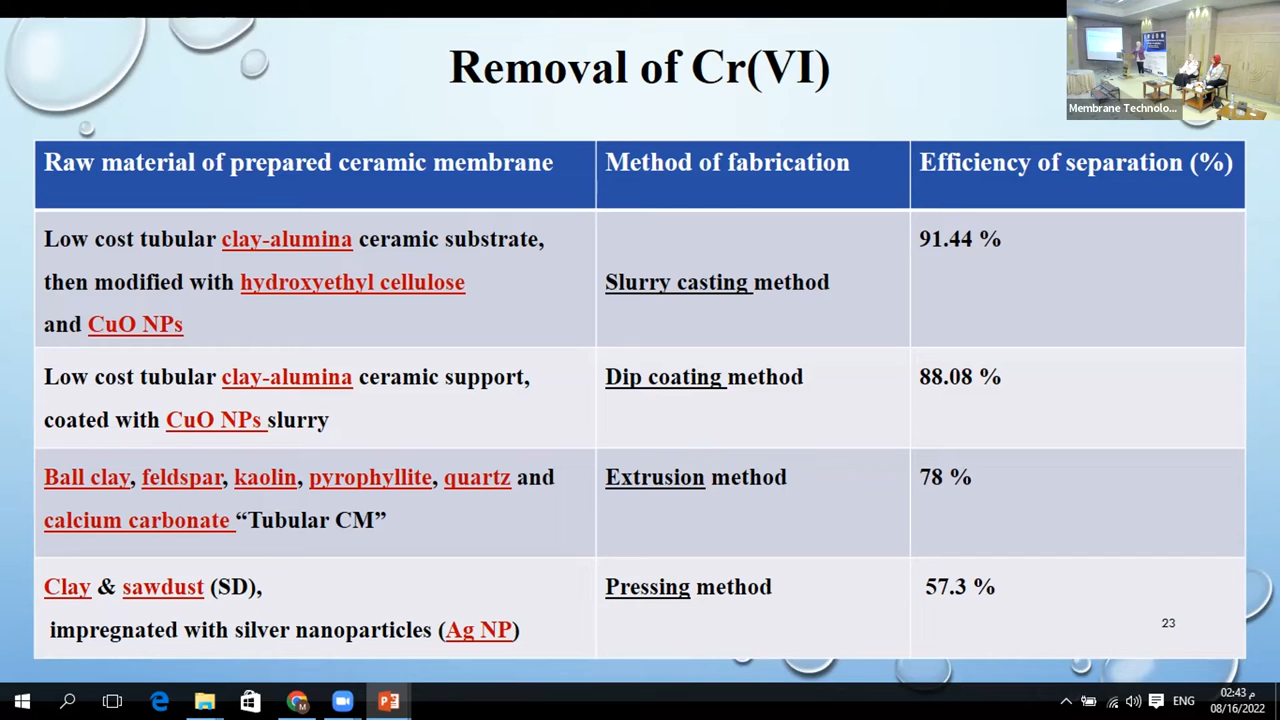 Removal of Cr(VI)
Membrane Technolo...
Raw material of prepared ceramic membrane
Method of fabrication
Efficiency of separation (%)
Low cost tubular clay-alumina ceramic substrate,
then modified with hydroxyethyl cellulose
and CuO NPs
Slurry casting method
91.44 %
Low cost tubular clay-alumina ceramic support,
coated with CuO NPs slurry
Dip coating method
88.08 %
Ball clay, feldspar, kaolin, pyrophyllite, quartz and
calcium carbonate “Tubular CM”
Extrusion method
78 %
Clay & sawdust (SD),
impregnated with silver nanoparticles (Ag NP)
Pressing method
57.3 %
23
ENG
02:43 م
08/16/2022